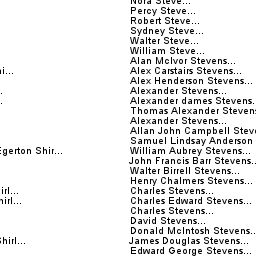 Nora Steve...
Percy Steve...
Robert Steve...
Sydney Steve...
Walter Steve...
William Steve...
Alan McIvor Stevens...
i... Alex Carstairs Stevens...
Alex Henderson Stevens...
. Alexander Stevens...
. Alexander dames Stevens.
Thomas Alexander Stevens
Alexander Stevens...
Allan John Campbell Steve
Samuel Lindsay Anderson
Egerton Shir... William Aubrey Stevens...
John Francis Barr Stevens..
Walter Birrell Stevens...
Henry Chalmers Stevens...
irl... Charles Stevens...
hirl... Charles Edward Stevens...
Charles Stevens...
David Stevens...
Donald McIntosh Stevens..
Shirl... James Douglas Stevens...
Edward George Stevens...